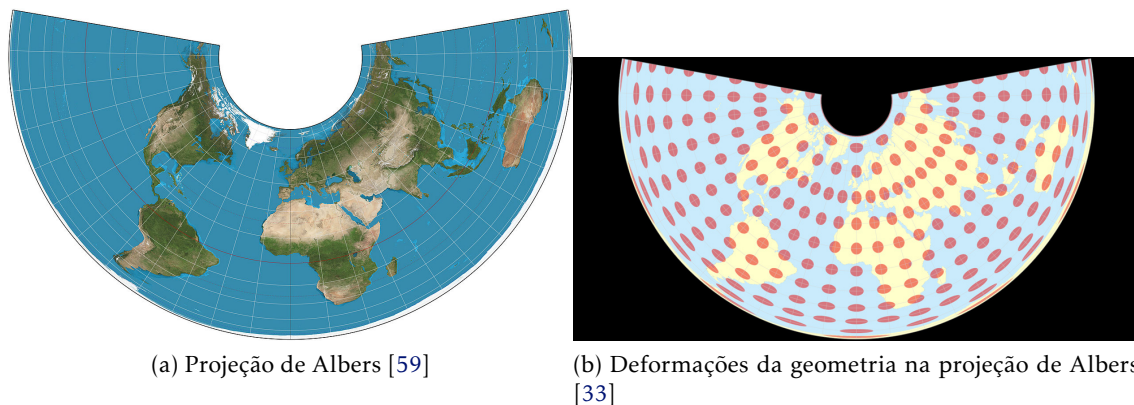 (a) Projeção de Albers [59]
(b) Deformações da geometria na projeção de Albers
[33]